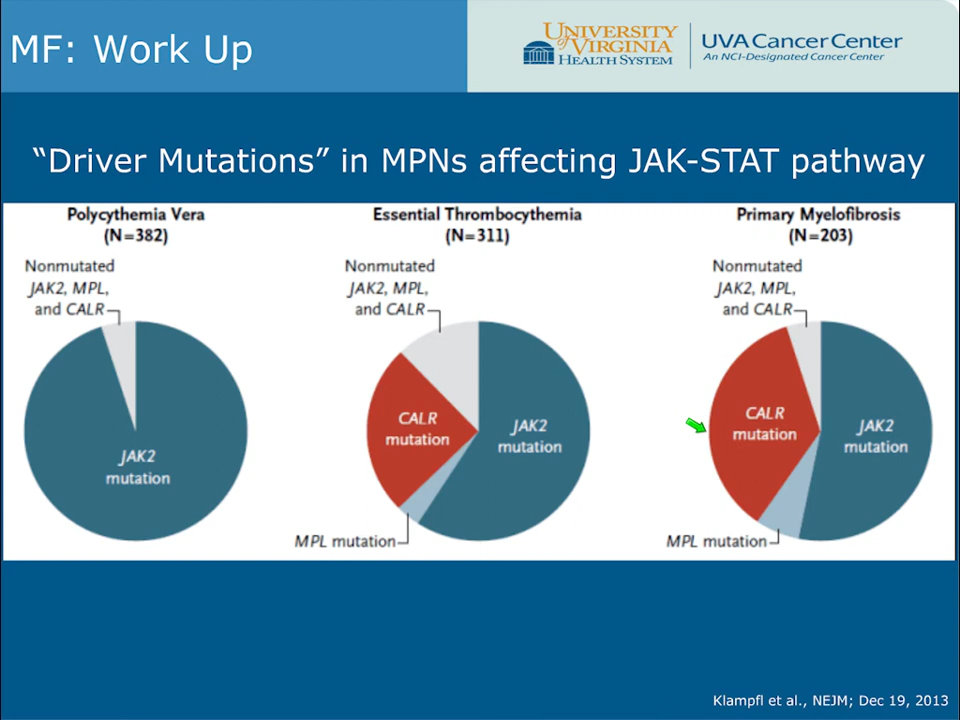 MF: Work Up
UNIVERSITY
of VIRGINIA
HEALTH SYSTEM
UVA Cancer Center
An NCI-Designated Cancer Center
“Driver Mutations” in MPNs affecting JAK-STAT pathway
Polycythemia Vera
(N=382)
Nonmutated
JAK2, MPL,
and CALR
JAK2
mutation
Essential Thrombocythemia
(N=311)
Nonmutated
JAK2, MPL,
and CALR
CALR
mutation
JAK2
mutation
MPL mutation
Primary Myelofibrosis
(N=203)
Nonmutated
JAK2, MPL,
and CALR
CALR
mutation
JAK2
mutation
MPL mutation
Klampfl et al., NEJM; Dec 19, 2013